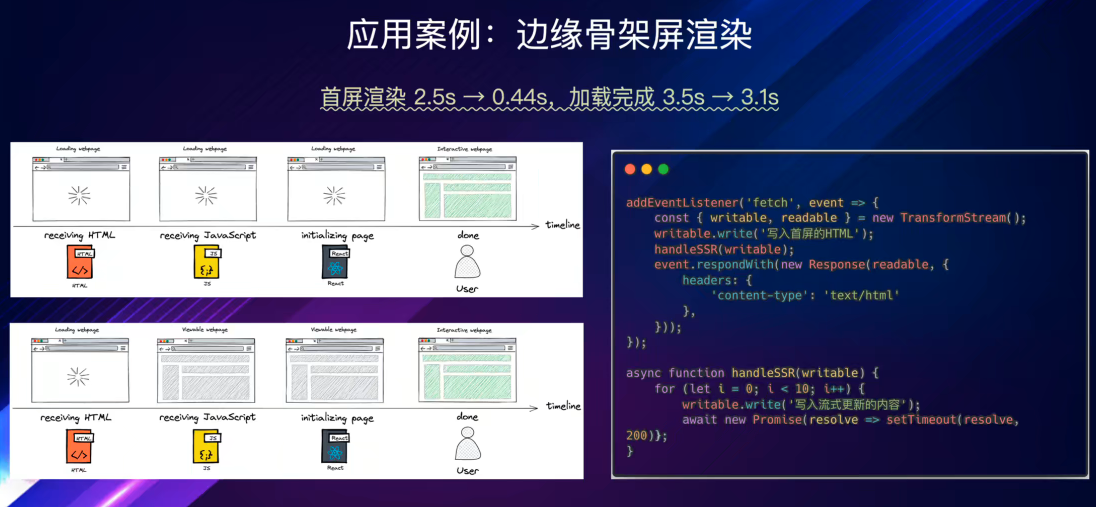 应用案例：边缘骨架屏渲染
首屏渲染 2.5s → 0.44s，加载完成 3.5s → 3.1s
Loading webpage
Loading webpage
Loading webpage
Interactive webpage
timeline
receiving HTML
receiving JavaScript
initializing page
done
HTML
JS
React
HTML
JS
React
User
Loading webpage
Viewable webpage
Viewable webpage
Interactive webpage
timeline
receiving HTML
receiving JavaScript
initializing page
done
HTML
JS
React
HTML
JS
React
User
addEventListener('fetch', event => {
const { writable, readable } = new TransformStream();
writable.write('写入首屏的HTML');
handleSSR(writable);
event.respondWith(new Response(readable, {
headers: {
'content-type': 'text/html'
},
}));
});
async function handleSSR(writable) {
for (let i = 0; i < 10; i++) {
writable.write('写入流式更新的内容');
await new Promise(resolve => setTimeout(resolve,
200)};
}